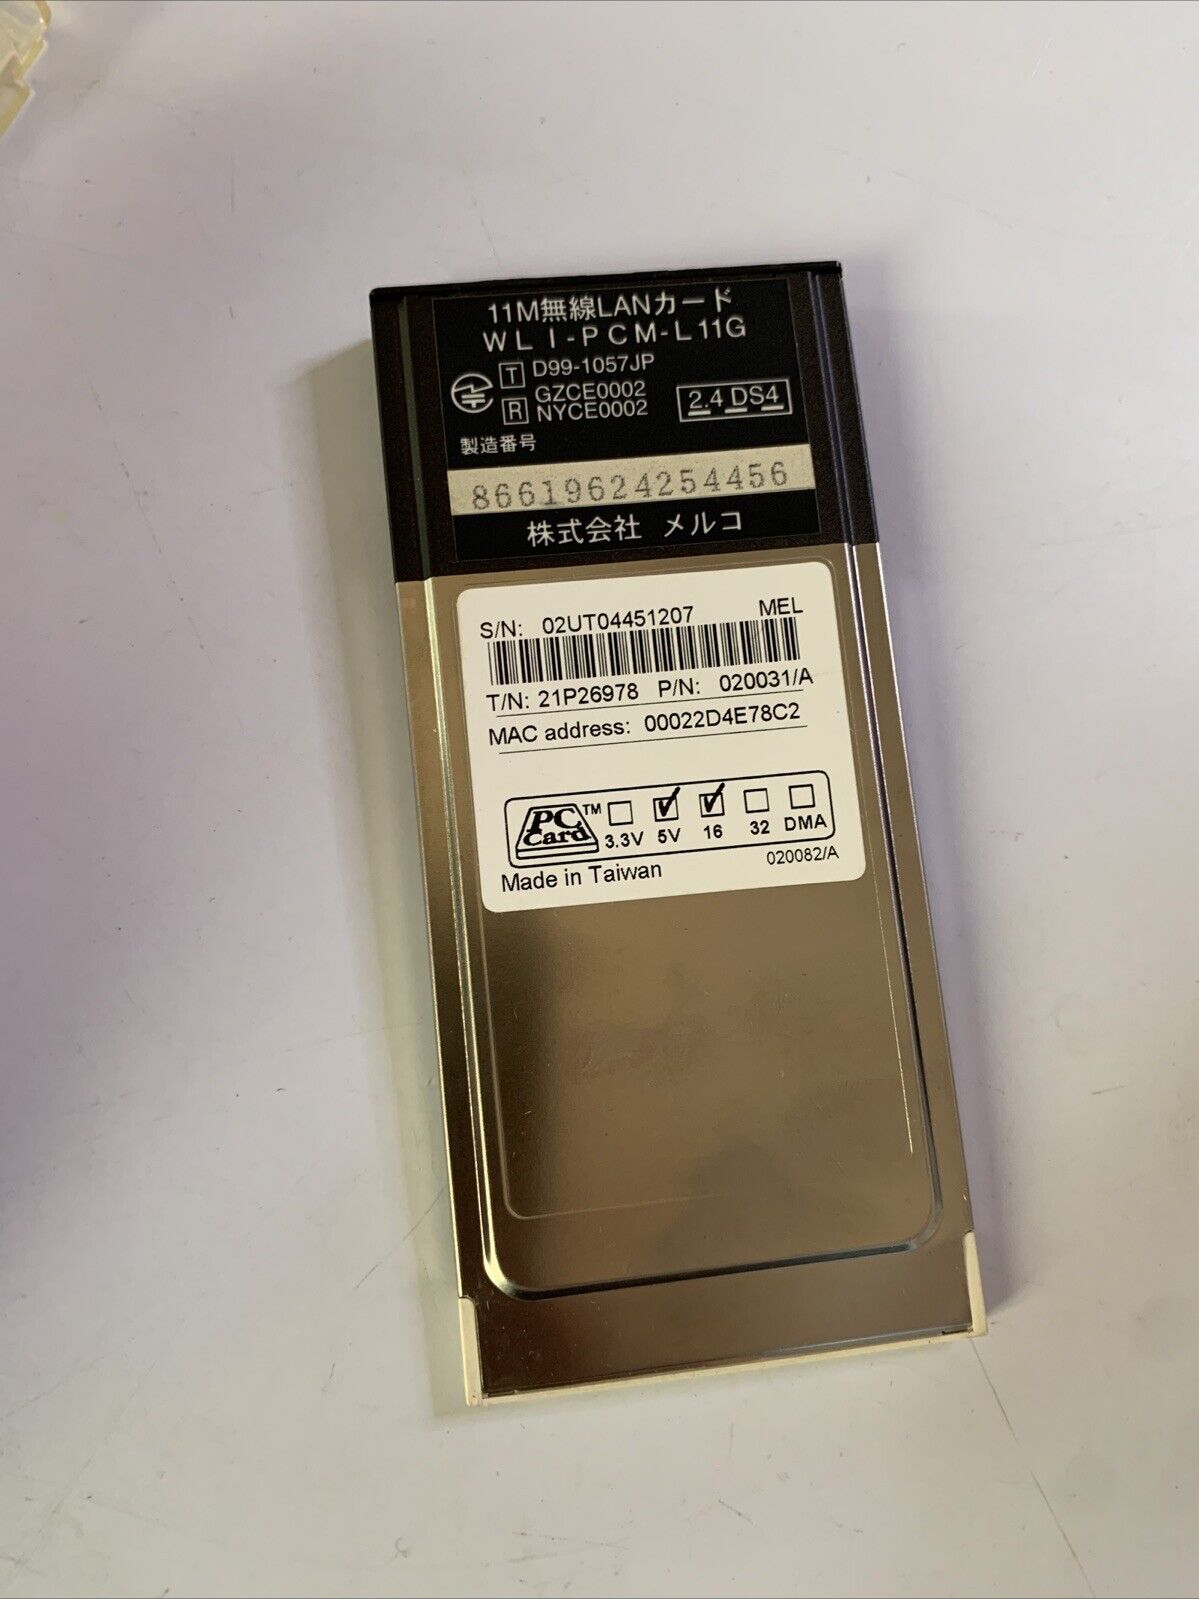 11M無線LANカード
WLI-PCM-L11G
T D99-1057JP
GZCE0002
R NYCE0002
2.4 DS4
製造番号
86619624254456
株式会社 メルコ
S/N: 02UT04451207 MEL
T/N: 21P26978 P/N: 020031/A
MAC address: 00022D4E78C2
PC Card™ 3.3V 5V 16 32 DMA
Made in Taiwan 020082/A